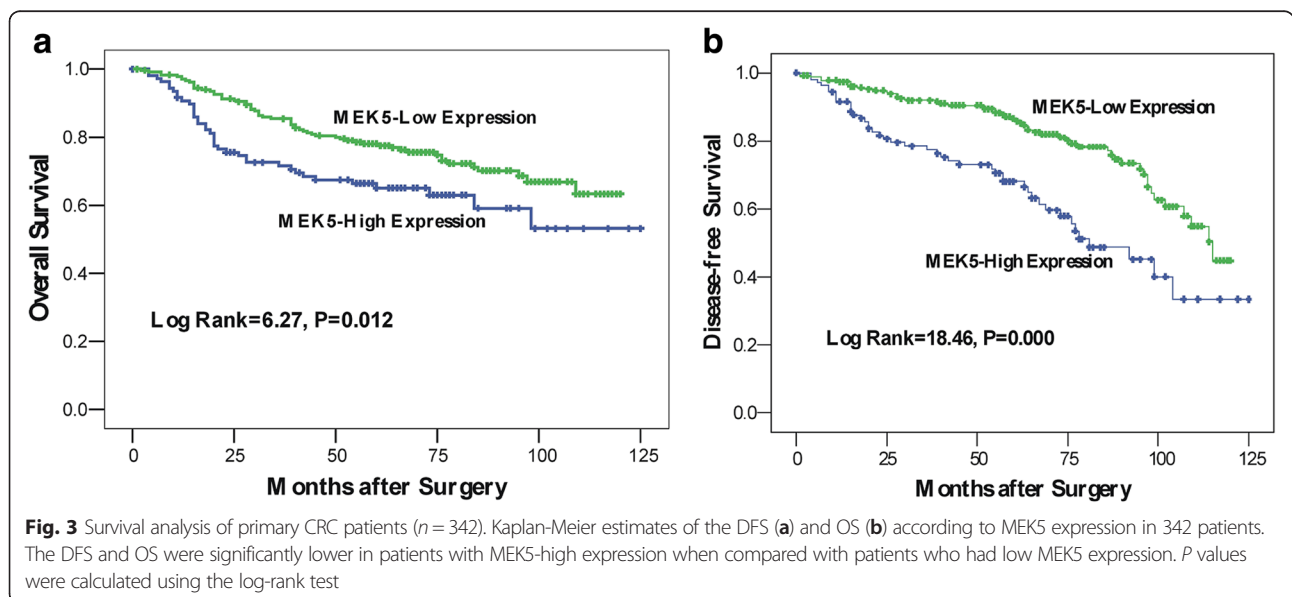 a
Overall Survival
1.0
0.8
0.6
0.4
0.2
0.0
MEK5-Low Expression
MEK5-High Expression
Log Rank=6.27, P=0.012
0 25 50 75 100 125
Months after Surgery
b
Disease-free Survival
1.0
0.8
0.6
0.4
0.2
0.0
MEK5-Low Expression
MEK5-High Expression
Log Rank=18.46, P=0.000
0 25 50 75 100 125
Months after Surgery
Fig. 3 Survival analysis of primary CRC patients (n = 342). Kaplan-Meier estimates of the DFS (a) and OS (b) according to MEK5 expression in 342 patients.
The DFS and OS were significantly lower in patients with MEK5-high expression when compared with patients who had low MEK5 expression. P values
were calculated using the log-rank test